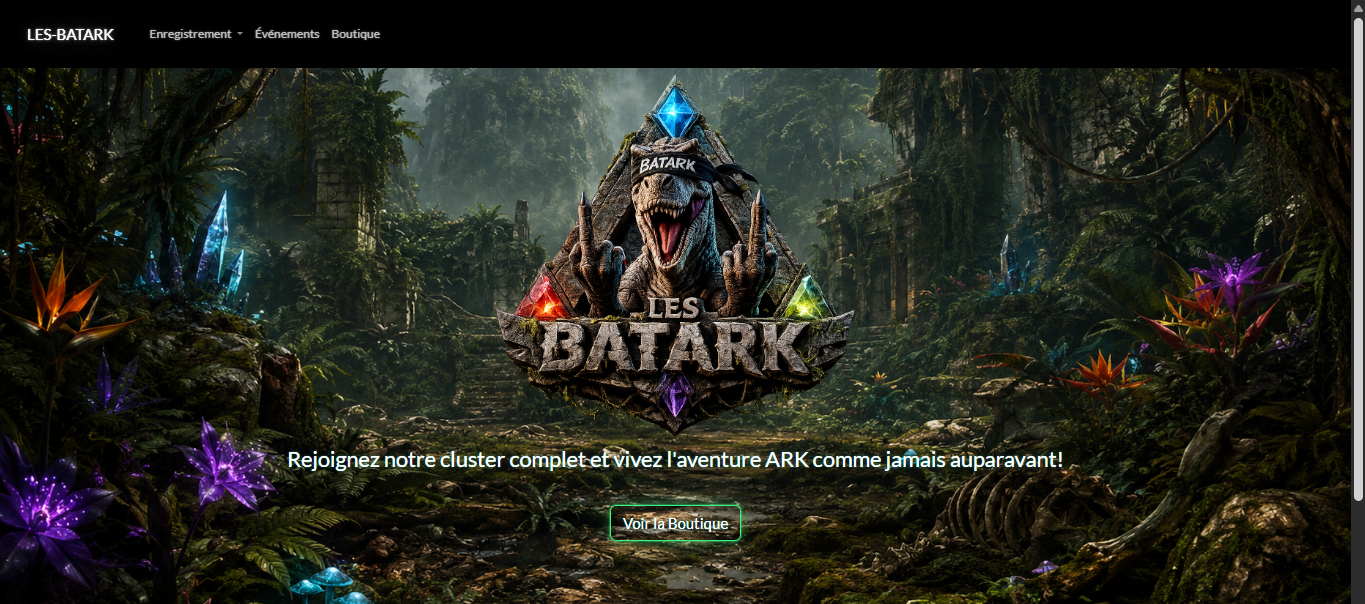 LES-BATARK
Enregistrement
Événements
Boutique
BATARK
LES
BATARK
Rejoignez notre cluster complet et vivez l'aventure ARK comme jamais auparavant!
Voir la Boutique